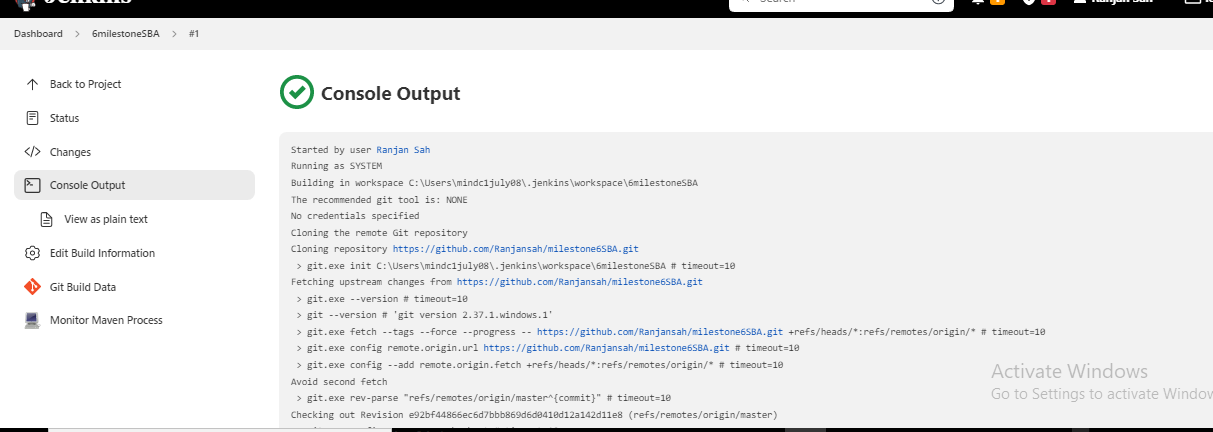 Jenkins
Search
Ranjan Sah
Dashboard > 6milestoneSBA > #1
Back to Project
Status
Changes
Console Output
View as plain text
Edit Build Information
Git Build Data
Monitor Maven Process
Console Output
Started by user Ranjan Sah
Running as SYSTEM
Building in workspace C:\Users\mindc1july08\.jenkins\workspace\6milestoneSBA
The recommended git tool is: NONE
No credentials specified
Cloning the remote Git repository
Cloning repository https://github.com/Ranjansah/milestone6SBA.git
> git.exe init C:\Users\mindc1july08\.jenkins\workspace\6milestoneSBA # timeout=10
Fetching upstream changes from https://github.com/Ranjansah/milestone6SBA.git
> git.exe --version # timeout=10
> git --version # 'git version 2.37.1.windows.1'
> git.exe fetch --tags --force --progress -- https://github.com/Ranjansah/milestone6SBA.git +refs/heads/*:refs/remotes/origin/* # timeout=10
> git.exe config remote.origin.url https://github.com/Ranjansah/milestone6SBA.git # timeout=10
> git.exe config --add remote.origin.fetch +refs/heads/*:refs/remotes/origin/* # timeout=10
Avoid second fetch
> git.exe rev-parse "refs/remotes/origin/master^{commit}" # timeout=10
Checking out Revision e92bf44866ec6d7bbb869d6d0410d12a142d11e8 (refs/remotes/origin/master)
Activate Windows
Go to Settings to activate Window